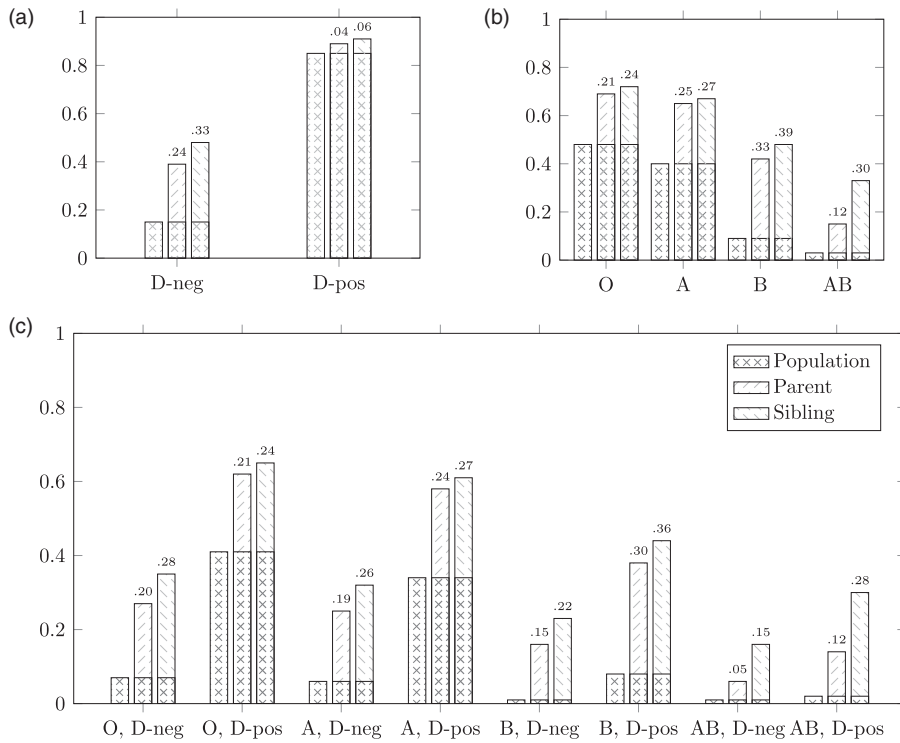 (a)
1
0.8
0.6
0.4
0.2
0
.24
.33
.04
.06
D-neg
D-pos
(b)
1
0.8
0.6
0.4
0.2
0
.21
.24
.25
.27
.33
.39
.12
.30
O
A
B
AB
(c)
1
0.8
0.6
0.4
0.2
0
Population
Parent
Sibling
.20
.28
.21
.24
.19
.26
.24
.27
.15
.22
.30
.36
.05
.15
.12
.28
O, D-neg
O, D-pos
A, D-neg
A, D-pos
B, D-neg
B, D-pos
AB, D-neg
AB, D-pos